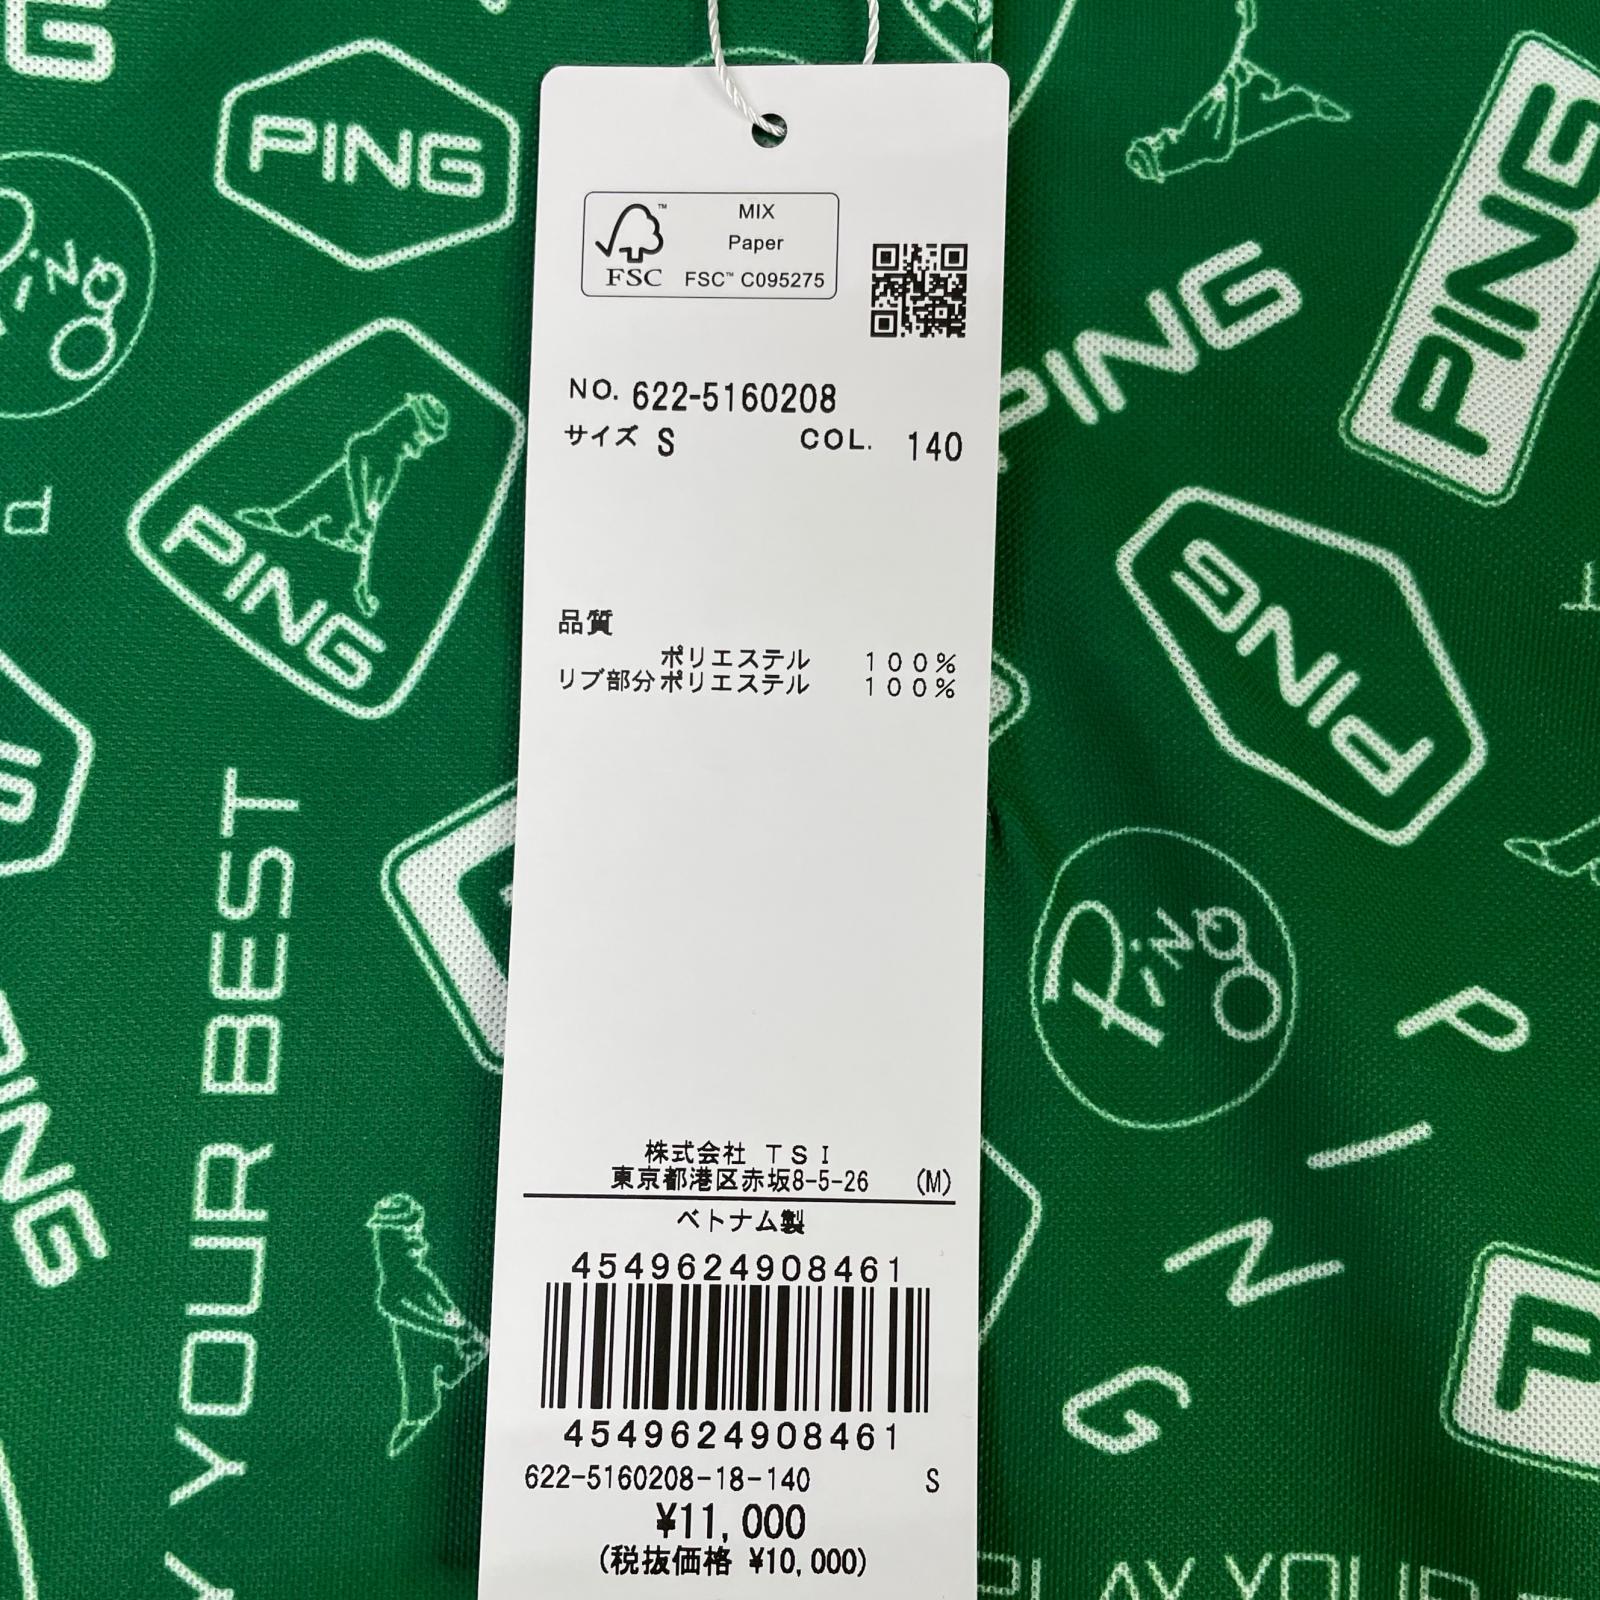 MIX
Paper
FSC
FSC™ C095275
NO. 622-5160208
サイズ S COL. 140
品質
ポリエステル 100%
リブ部分ポリエステル 100%
株式会社 TSI
東京都港区赤坂8-5-26 (M)
ベトナム製
4549624908461
4549624908461
622-5160208-18-140 S
¥11,000
(税抜価格 ¥10,000)
PING
PING
PING
PING
PING
PING
PiNG
PING
YOUR BEST
PING
PLAY YOUR